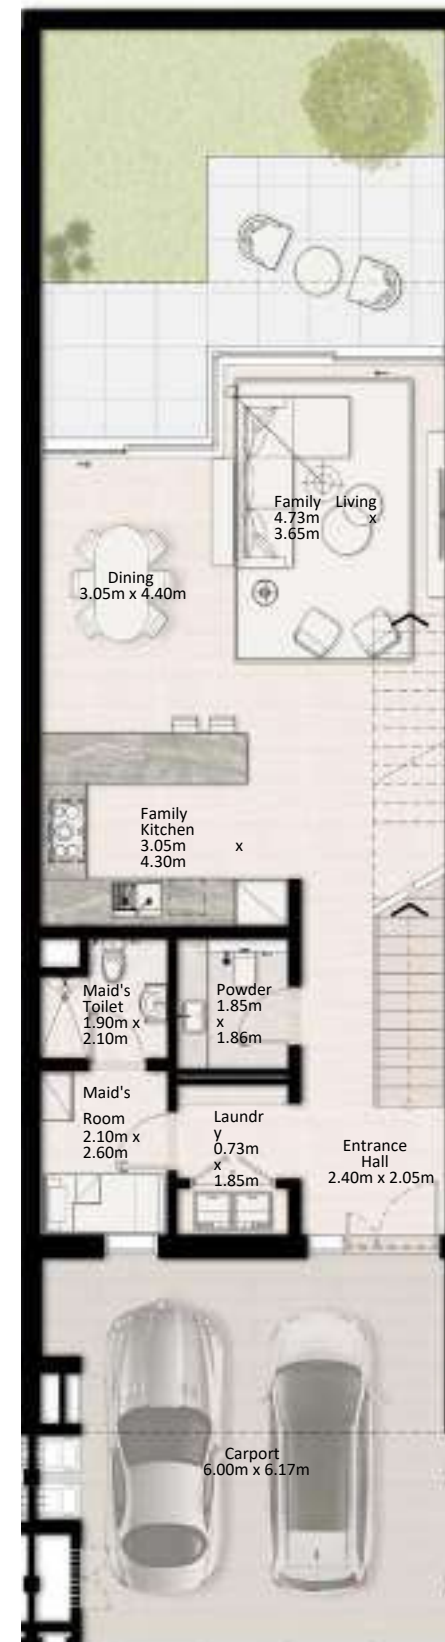 Family Living
4.73m x
3.65m
Dining
3.05m x 4.40m
Family
Kitchen
3.05m x
4.30m
Maid's
Toilet
1.90m x
2.10m
Powder
1.85m
x
1.86m
Maid's
Room
2.10m x
2.60m
Laundr
y
0.73m
x
1.85m
Entrance
Hall
2.40m x 2.05m
Carport
6.00m x 6.17m